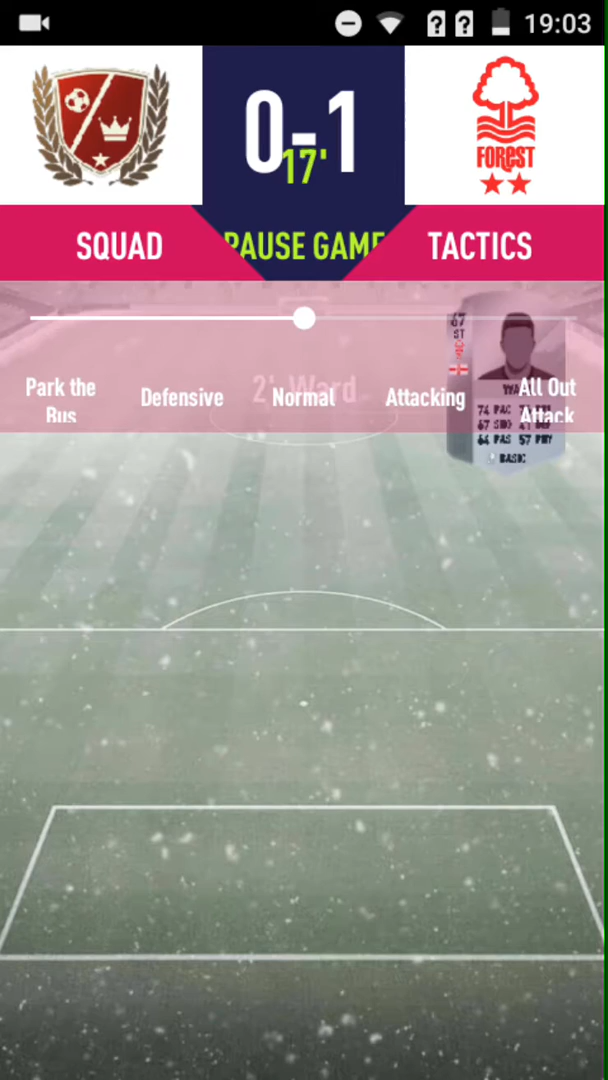 19:03
0-1
17'
FOREST
SQUAD
PAUSE GAME
TACTICS
67
ST
2': Ward
Park the
Bus
Defensive
Normal
Attacking
All Out
Attack
74 PAC
67 SHO
64 PAS 57 PHY
BASIC